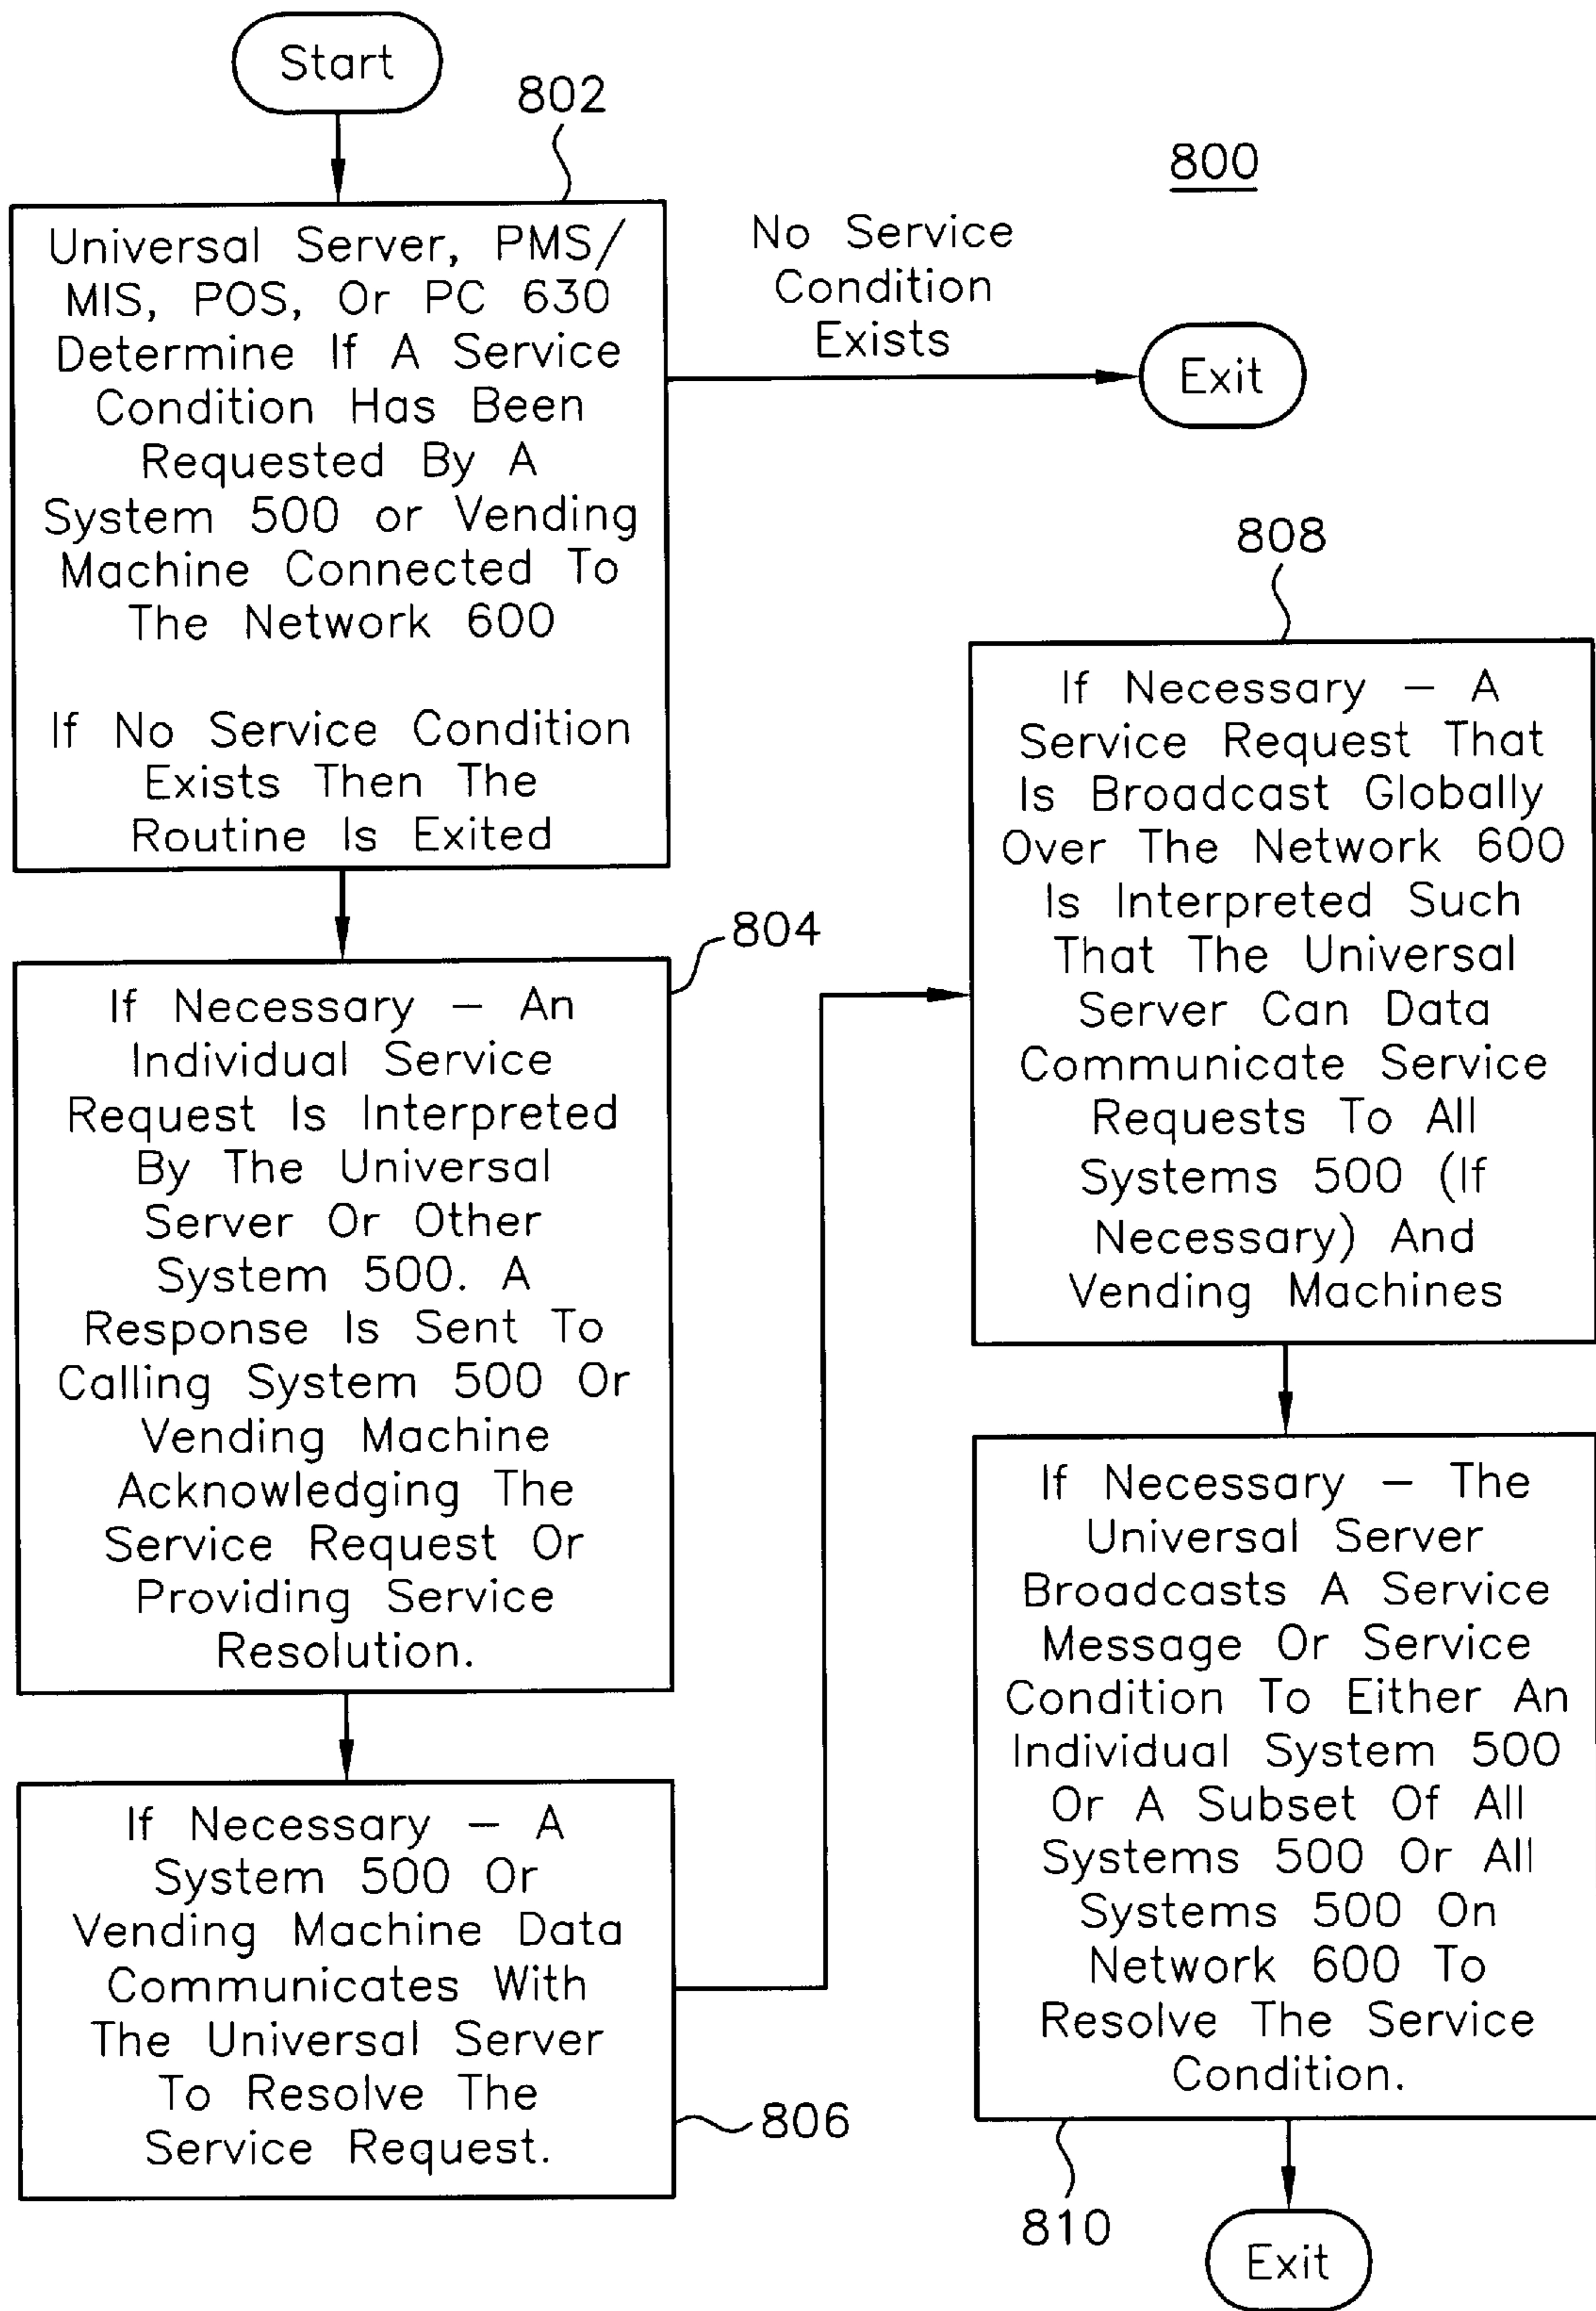 Start
802
800
Universal Server, PMS/
MIS, POS, Or PC 630
Determine If A Service
Condition Has Been
Requested By A
System 500 or Vending
Machine Connected To
The Network 600
If No Service Condition
Exists Then The
Routine Is Exited
No Service
Condition
Exists
Exit
804
If Necessary – An
Individual Service
Request Is Interpreted
By The Universal
Server Or Other
System 500. A
Response Is Sent To
Calling System 500 Or
Vending Machine
Acknowledging The
Service Request Or
Providing Service
Resolution.
If Necessary – A
System 500 Or
Vending Machine Data
Communicates With
The Universal Server
To Resolve The
Service Request.
806
808
If Necessary – A
Service Request That
Is Broadcast Globally
Over The Network 600
Is Interpreted Such
That The Universal
Server Can Data
Communicate Service
Requests To All
Systems 500 (If
Necessary) And
Vending Machines
If Necessary – The
Universal Server
Broadcasts A Service
Message Or Service
Condition To Either An
Individual System 500
Or A Subset Of All
Systems 500 Or All
Systems 500 On
Network 600 To
Resolve The Service
Condition.
810
Exit